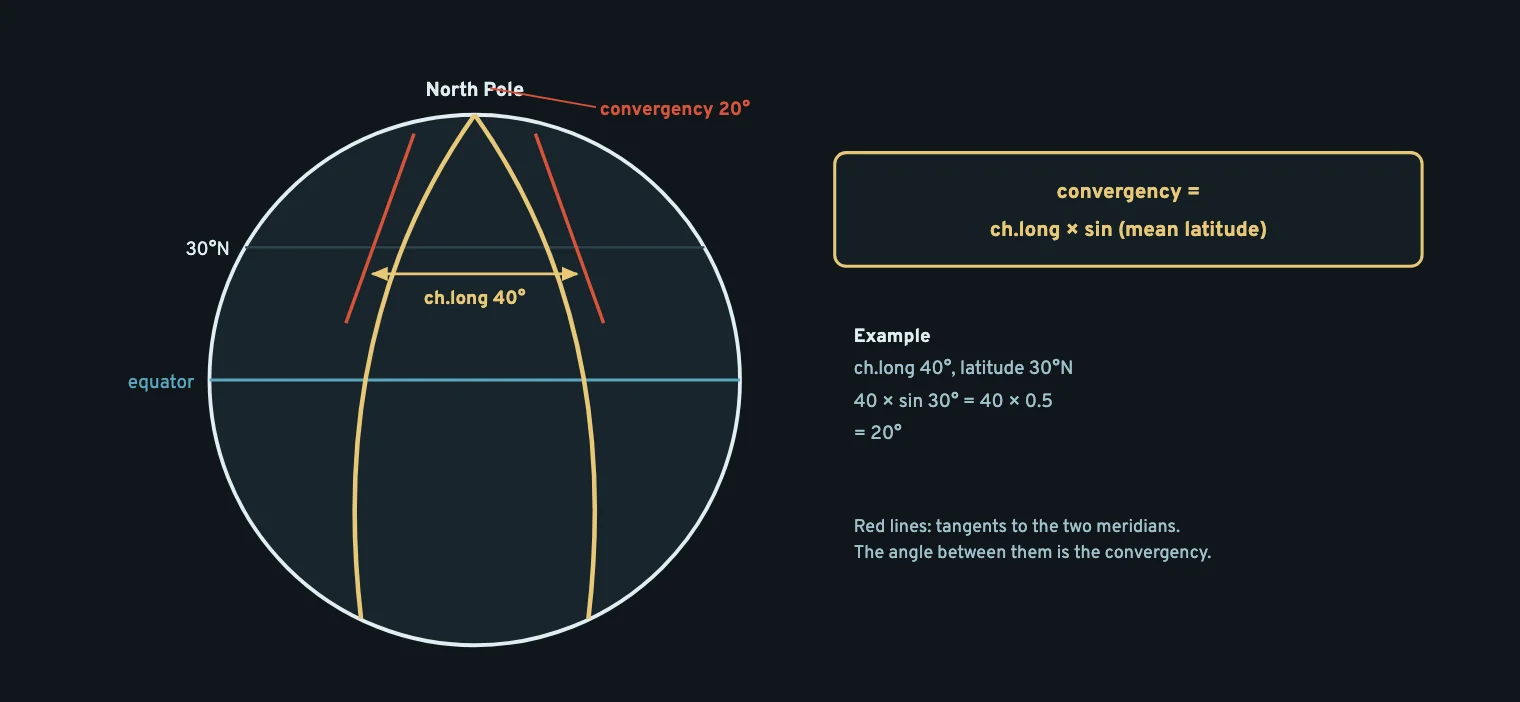 North Pole
convergency 20°
30°N
ch.long 40°
equator
convergency =
ch.long × sin (mean latitude)
Example
ch.long 40°, latitude 30°N
40 × sin 30° = 40 × 0.5
= 20°
Red lines: tangents to the two meridians.
The angle between them is the convergency.